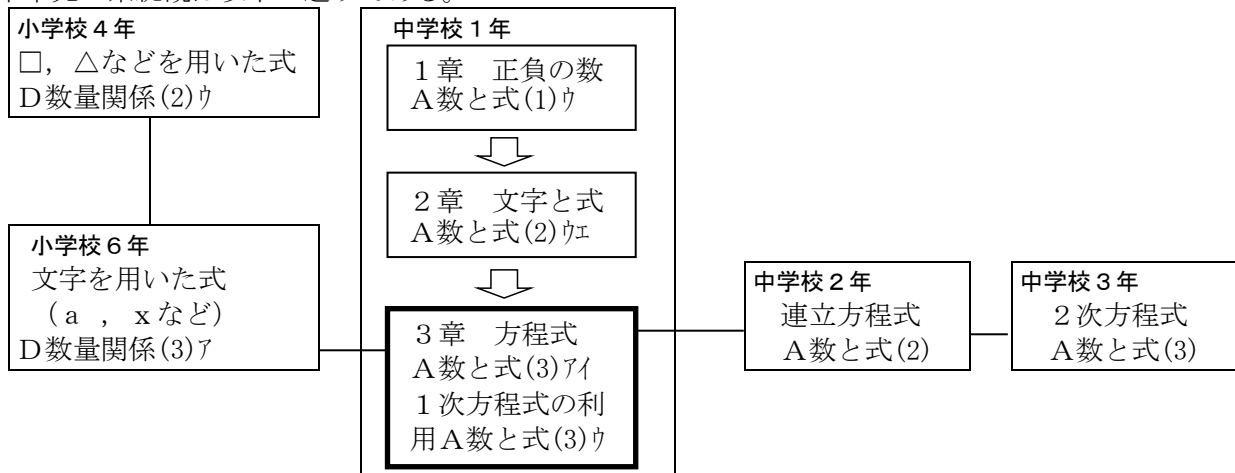 小学校４年
□，△などを用いた式
Ｄ数量関係(2)ｳ
小学校６年
文字を用いた式
（ａ ，ｘなど）
Ｄ数量関係(3)ｱ
中学校１年
１章　正負の数
Ａ数と式(1)ｳ
２章　文字と式
Ａ数と式(2)ｳｴ
３章　方程式
Ａ数と式(3)ｱｲ
１次方程式の利
用Ａ数と式(3)ｳ
中学校２年
連立方程式
Ａ数と式(2)
中学校３年
２次方程式
Ａ数と式(3)